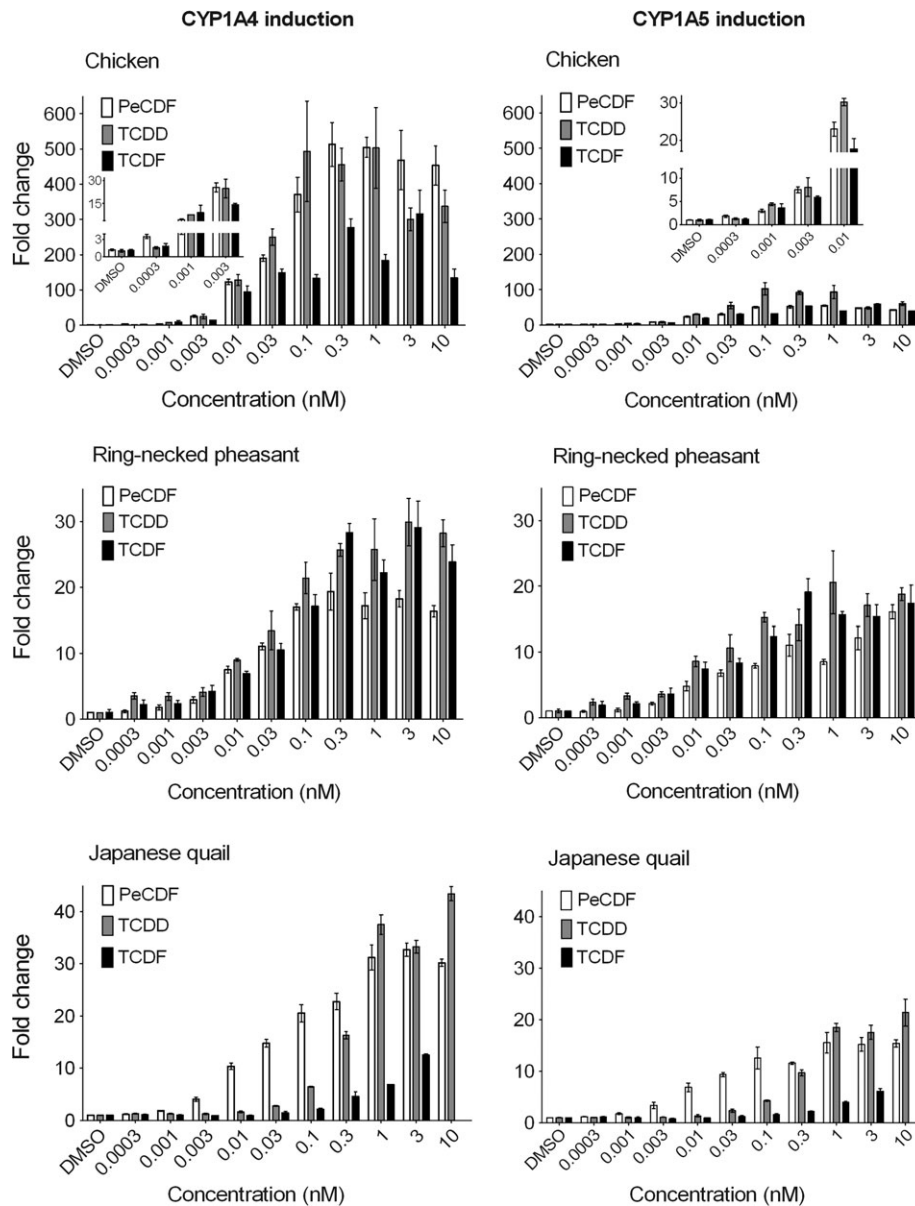 CYP1A4 induction
CYP1A5 induction
Chicken
600
500
400
300
200
100
0
Fold change
PeCDF
TCDD
TCDF
30
15
3
0
DMSO
0.0003
0.001
0.003
DMSO
0.0003
0.001
0.003
0.01
0.03
0.1
0.3
1
3
10
Concentration (nM)
Chicken
600
500
400
300
200
100
0
PeCDF
TCDD
TCDF
30
20
10
5
0
DMSO
0.0003
0.001
0.003
0.01
DMSO
0.0003
0.001
0.003
0.01
0.03
0.1
0.3
1
3
10
Concentration (nM)
Ring-necked pheasant
30
20
10
0
Fold change
PeCDF
TCDD
TCDF
DMSO
0.0003
0.001
0.003
0.01
0.03
0.1
0.3
1
3
10
Concentration (nM)
Ring-necked pheasant
30
20
10
0
PeCDF
TCDD
TCDF
DMSO
0.0003
0.001
0.003
0.01
0.03
0.1
0.3
1
3
10
Concentration (nM)
Japanese quail
40
30
20
10
0
Fold change
PeCDF
TCDD
TCDF
DMSO
0.0003
0.001
0.003
0.01
0.03
0.1
0.3
1
3
10
Concentration (nM)
Japanese quail
40
30
20
10
0
PeCDF
TCDD
TCDF
DMSO
0.0003
0.001
0.003
0.01
0.03
0.1
0.3
1
3
10
Concentration (nM)